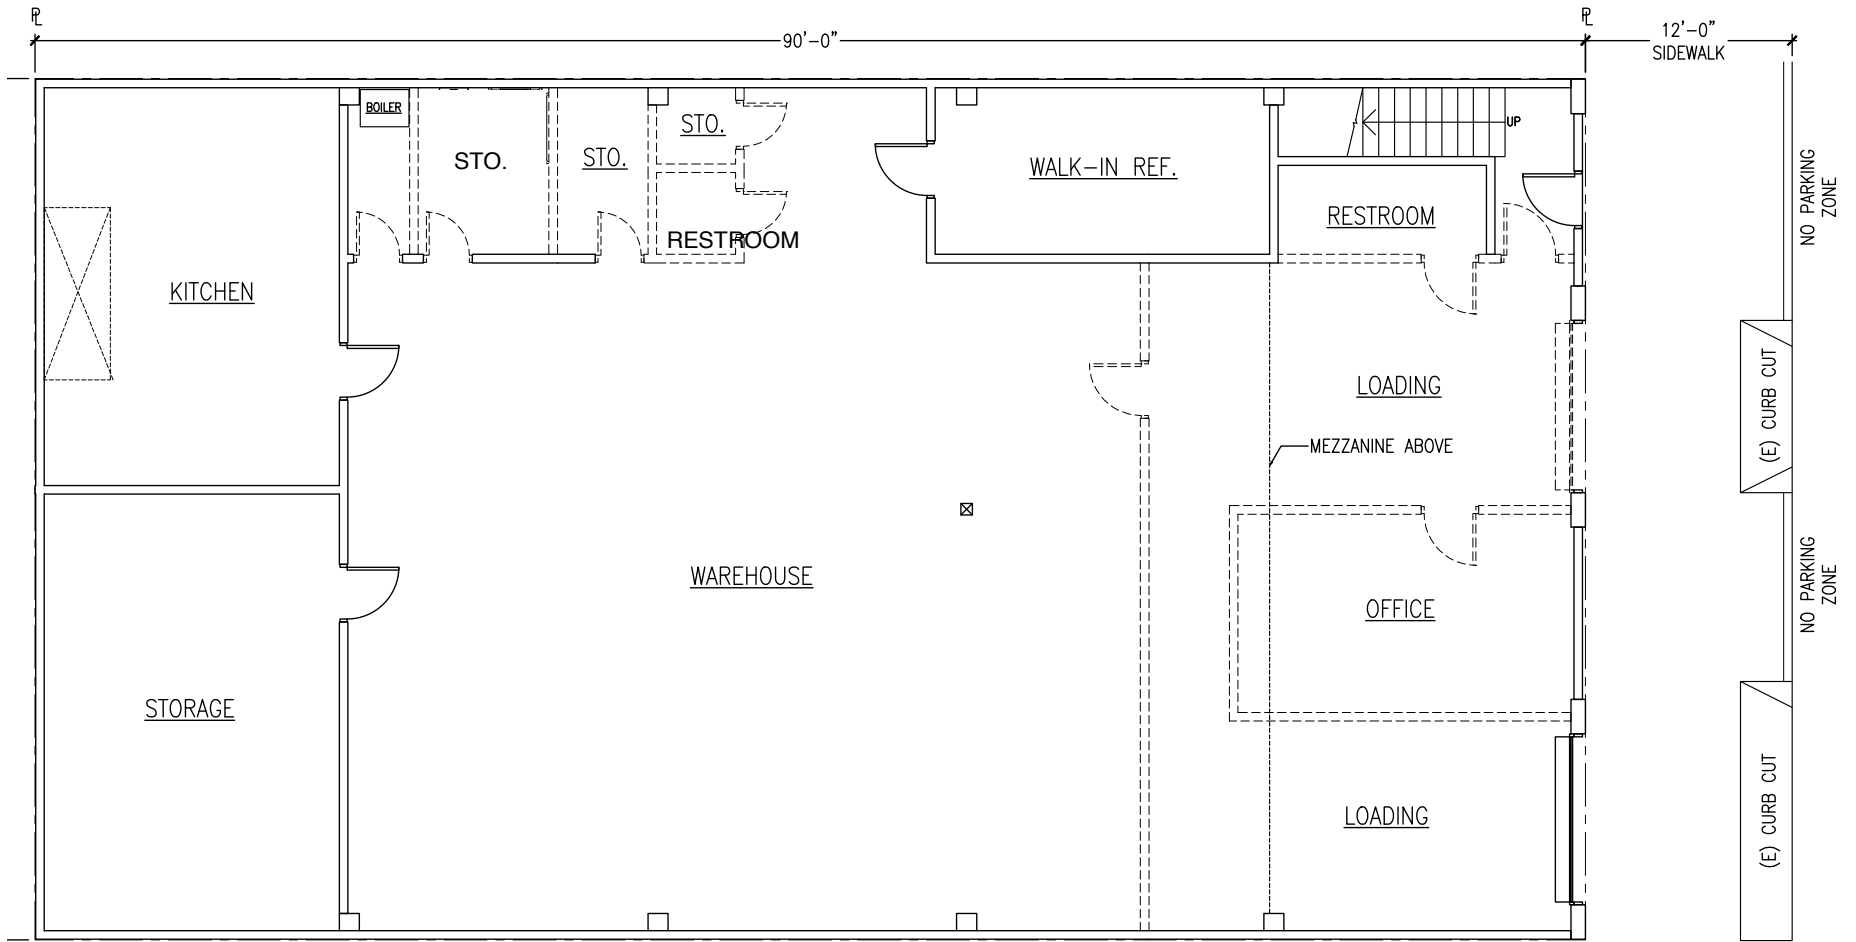 ℄
℄
90'-0"
12'-0"
SIDEWALK
BOILER
STO.
STO.
STO.
UP
WALK-IN REF.
RESTROOM
RESTROOM
NO PARKING
ZONE
KITCHEN
LOADING
(E) CURB CUT
MEZZANINE ABOVE
WAREHOUSE
OFFICE
NO PARKING
ZONE
STORAGE
LOADING
(E) CURB CUT